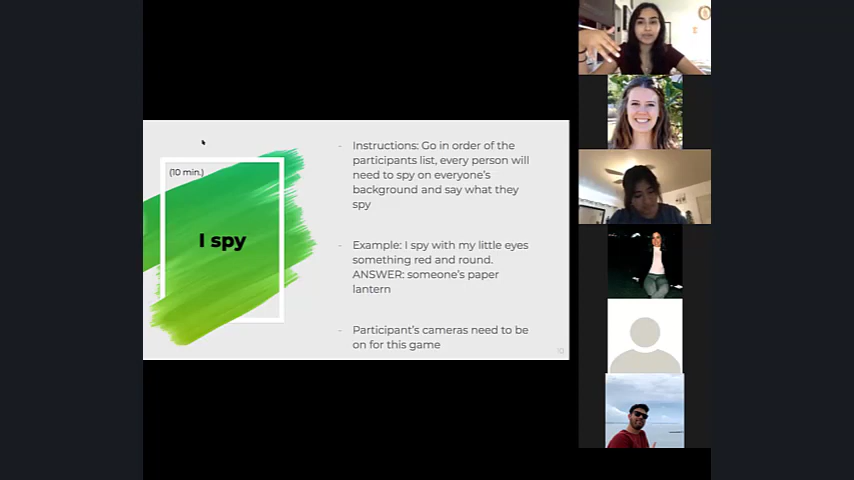 (10 min.)
I spy
- Instructions: Go in order of the
participants list, every person will
need to spy on everyone's
background and say what they
spy
- Example: I spy with my little eyes
something red and round.
ANSWER: someone's paper
lantern
- Participant's cameras need to be
on for this game